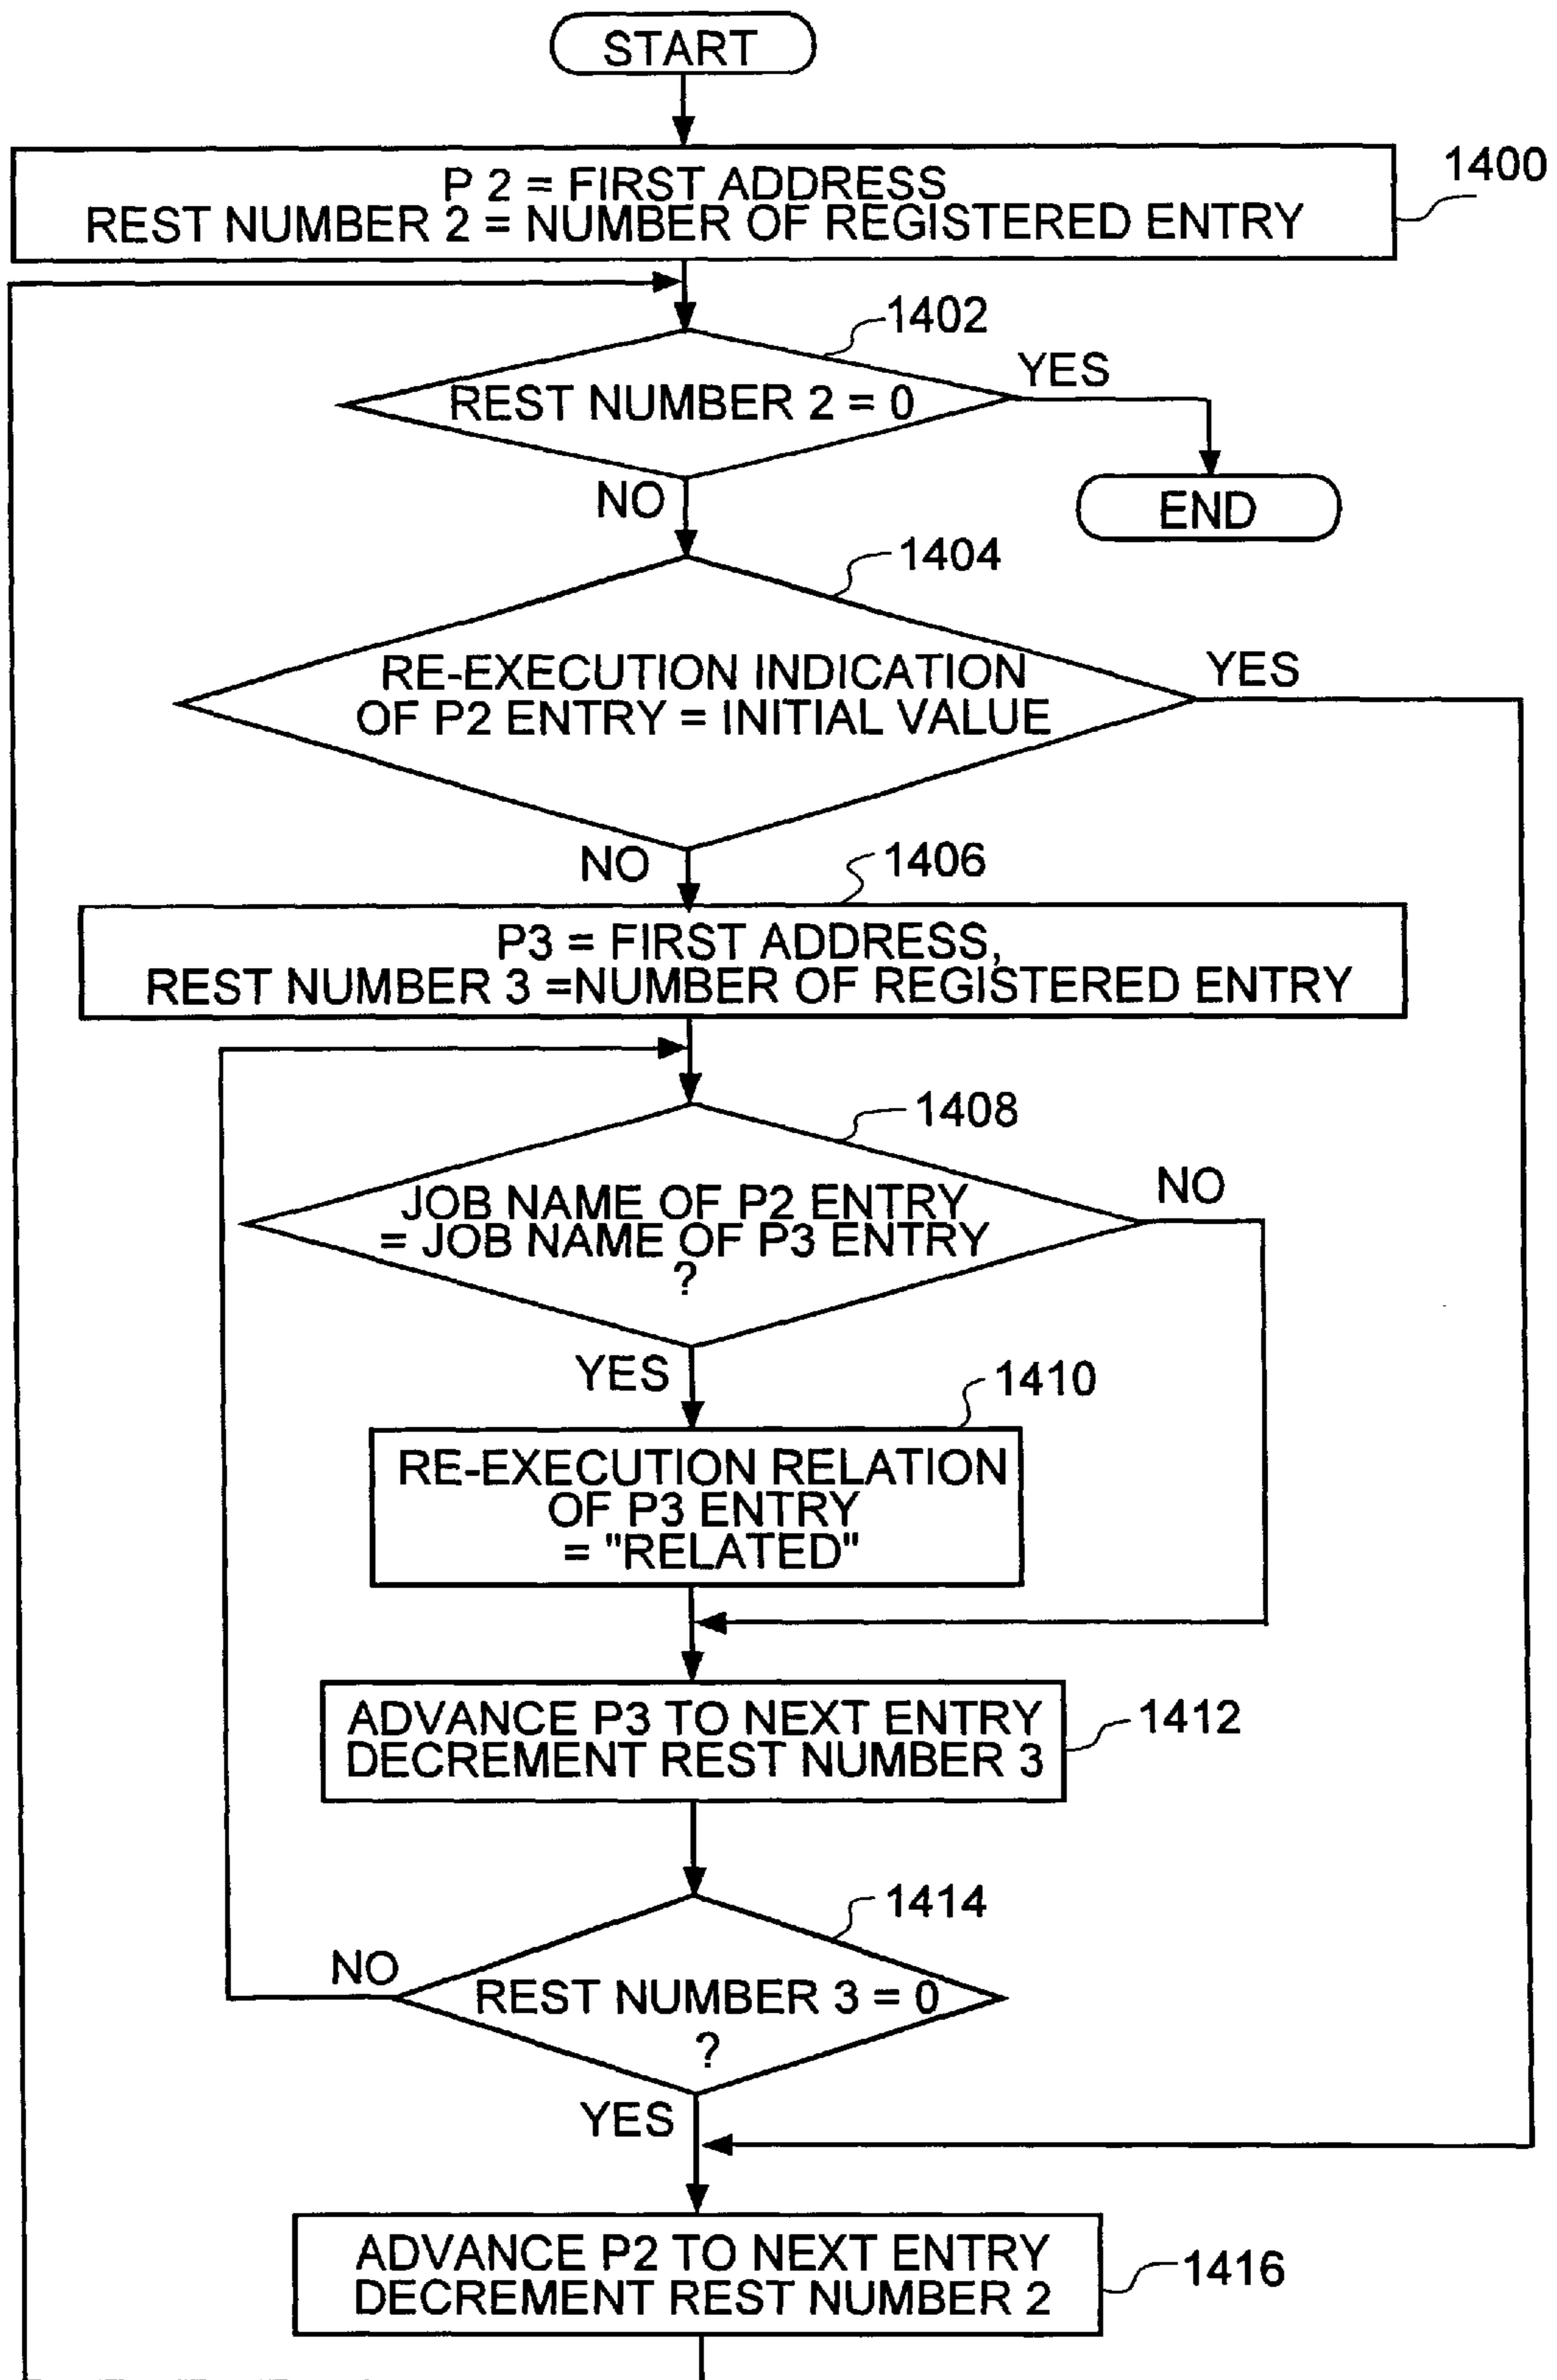 START
P 2 = FIRST ADDRESS
REST NUMBER 2 = NUMBER OF REGISTERED ENTRY
1400
1402
REST NUMBER 2 = 0
YES
NO
END
1404
RE-EXECUTION INDICATION
OF P2 ENTRY = INITIAL VALUE
YES
NO
1406
P3 = FIRST ADDRESS,
REST NUMBER 3 =NUMBER OF REGISTERED ENTRY
1408
JOB NAME OF P2 ENTRY
= JOB NAME OF P3 ENTRY
?
NO
YES
1410
RE-EXECUTION RELATION
OF P3 ENTRY
= "RELATED"
ADVANCE P3 TO NEXT ENTRY
DECREMENT REST NUMBER 3
1412
1414
NO
REST NUMBER 3 = 0
?
YES
ADVANCE P2 TO NEXT ENTRY
DECREMENT REST NUMBER 2
1416